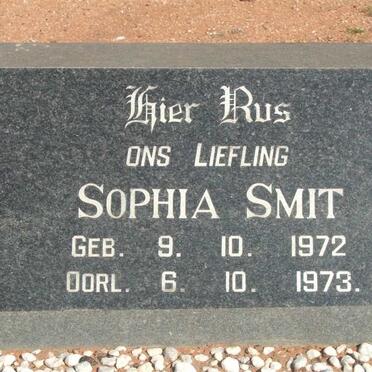 Hier Rus
ONS LIEFLING
SOPHIA SMIT
GEB. 9. 10. 1972
OORL. 6. 10. 1973.